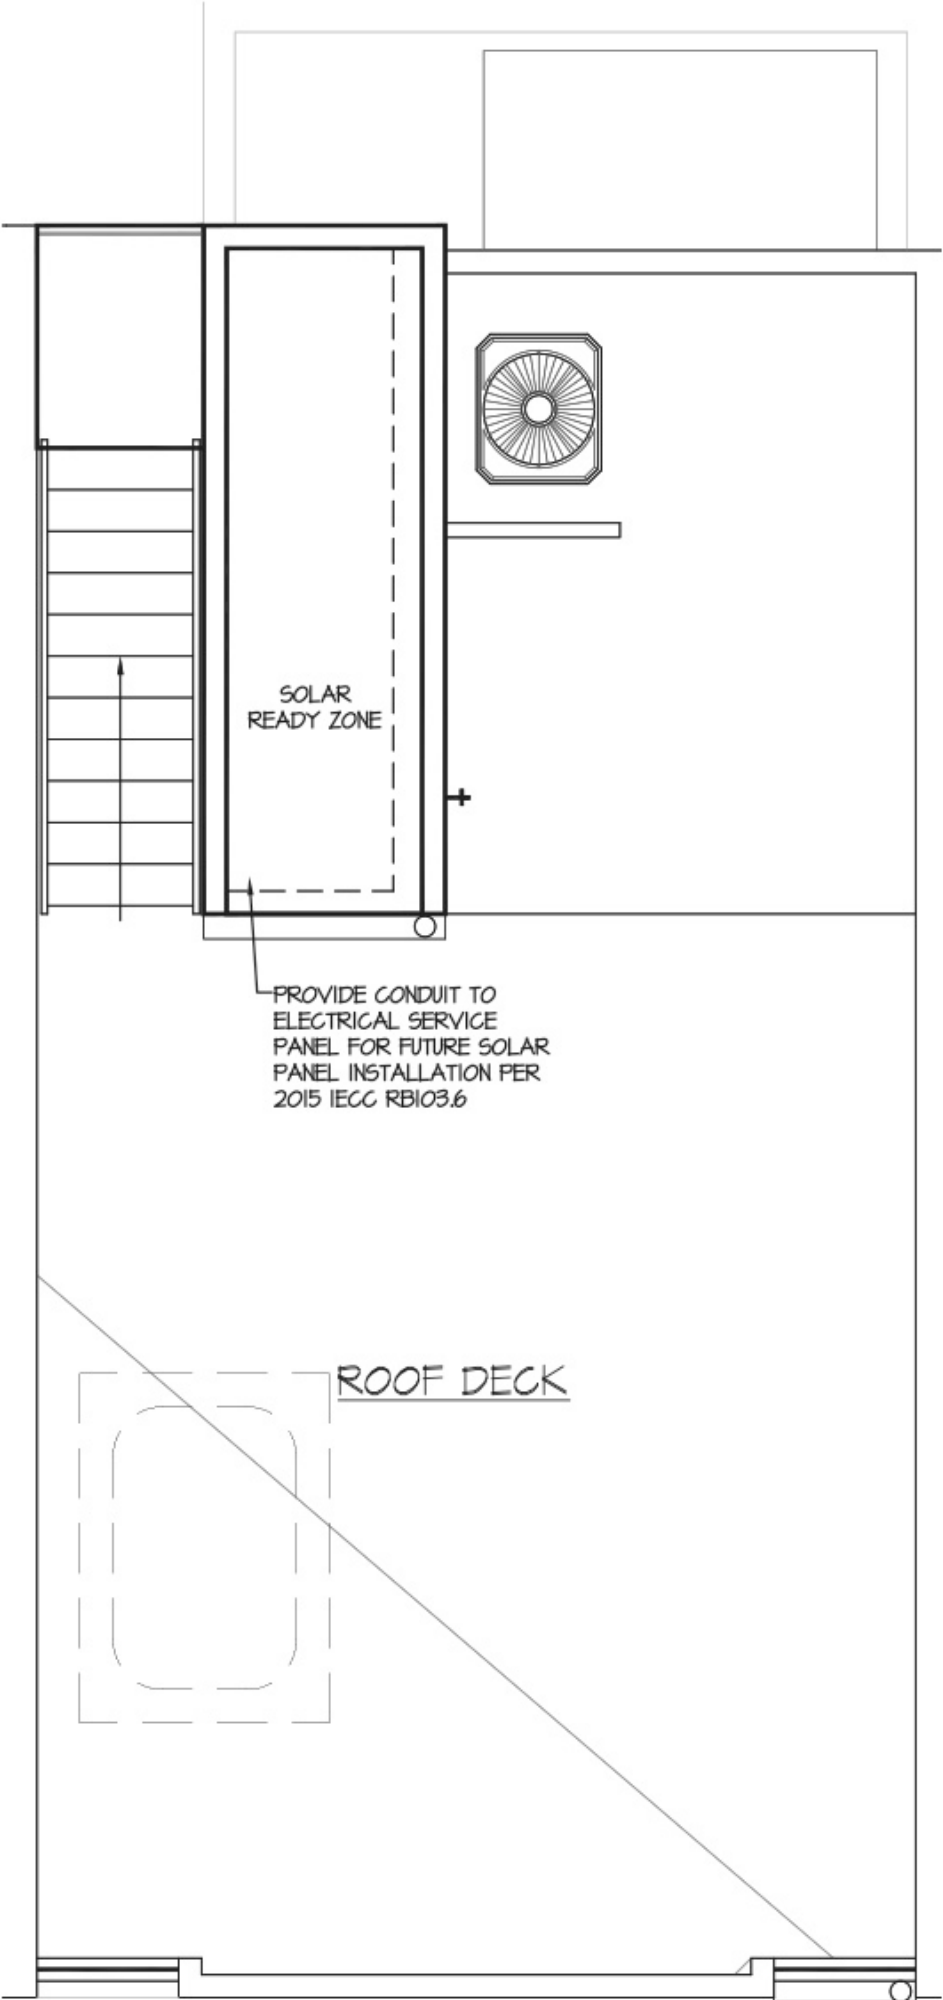 SOLAR
READY ZONE
PROVIDE CONDUIT TO
ELECTRICAL SERVICE
PANEL FOR FUTURE SOLAR
PANEL INSTALLATION PER
2015 IECC RB103.6
ROOF DECK